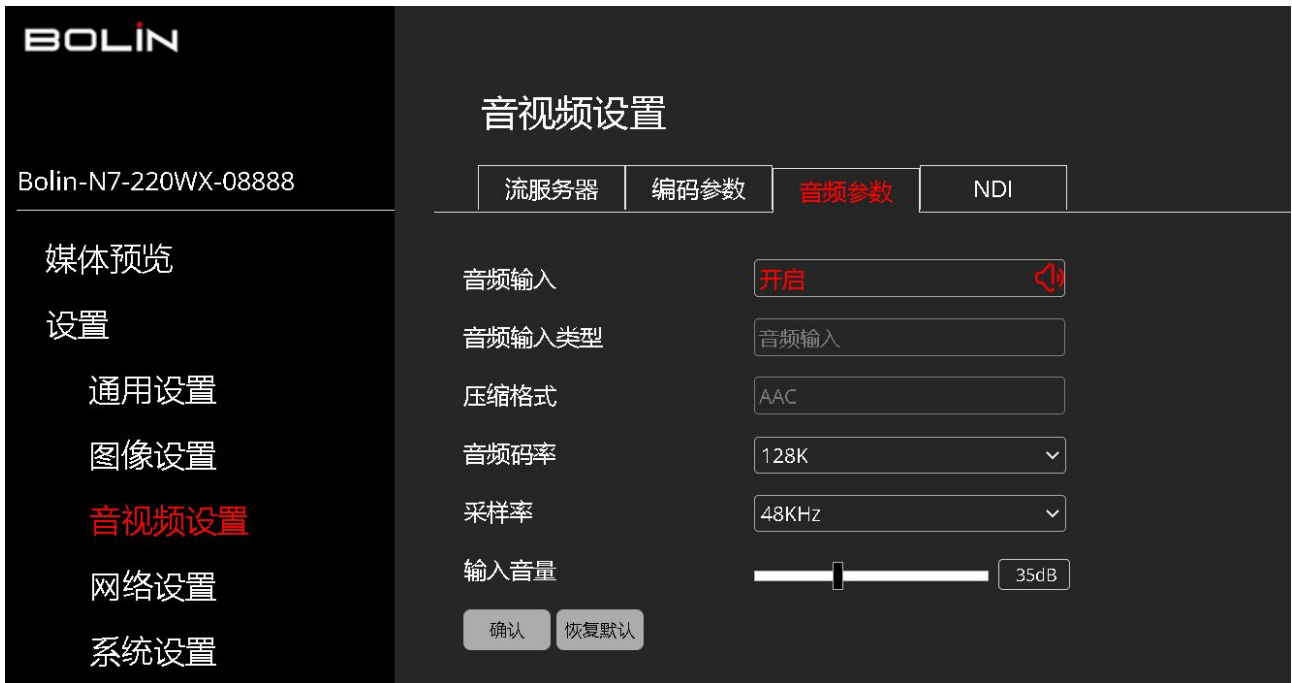 BOLIN
Bolin-N7-220WX-08888
媒体预览
设置
通用设置
图像设置
音视频设置
网络设置
系统设置
音视频设置
流服务器 编码参数 音频参数 NDI
音频输入 开启
音频输入类型 音频输入
压缩格式 AAC
音频码率 128K
采样率 48KHz
输入音量 35dB
确认 恢复默认